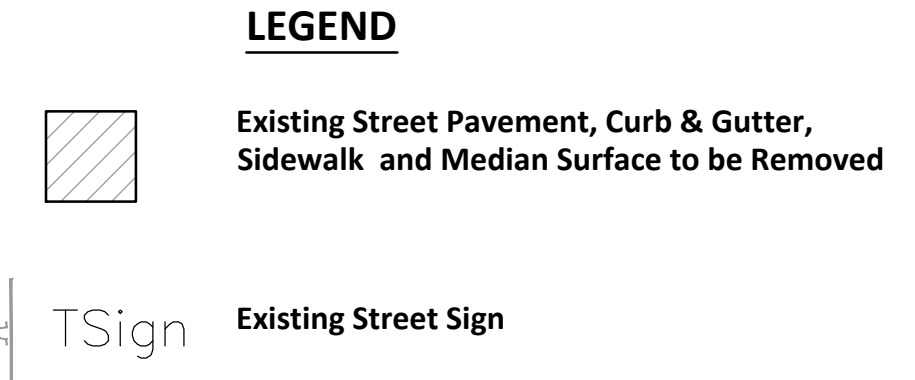 LEGEND
Existing Street Pavement, Curb & Gutter,
Sidewalk and Median Surface to be Removed
TSign Existing Street Sign